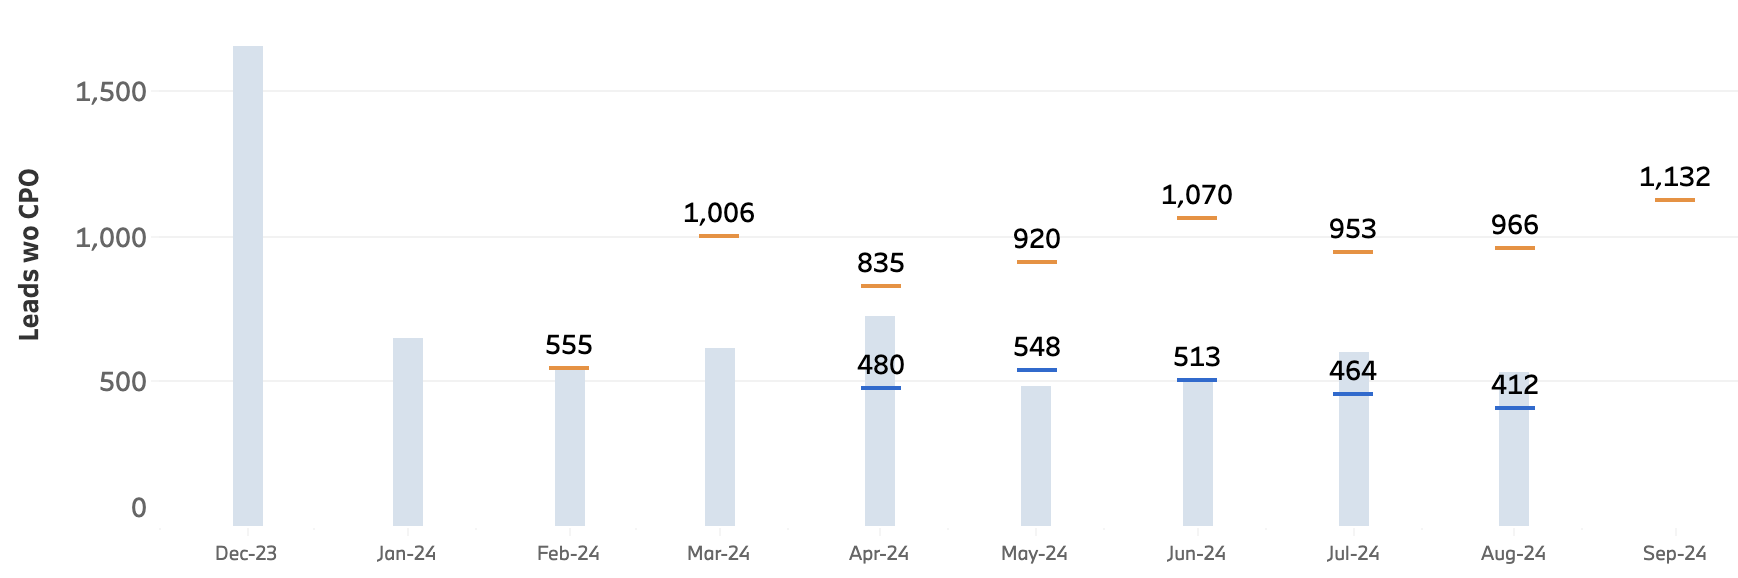 Leads wo CPO
1,500
1,000
500
0
1,006
835
480
555
920
548
1,070
513
953
464
966
412
1,132
Dec-23
Jan-24
Feb-24
Mar-24
Apr-24
May-24
Jun-24
Jul-24
Aug-24
Sep-24